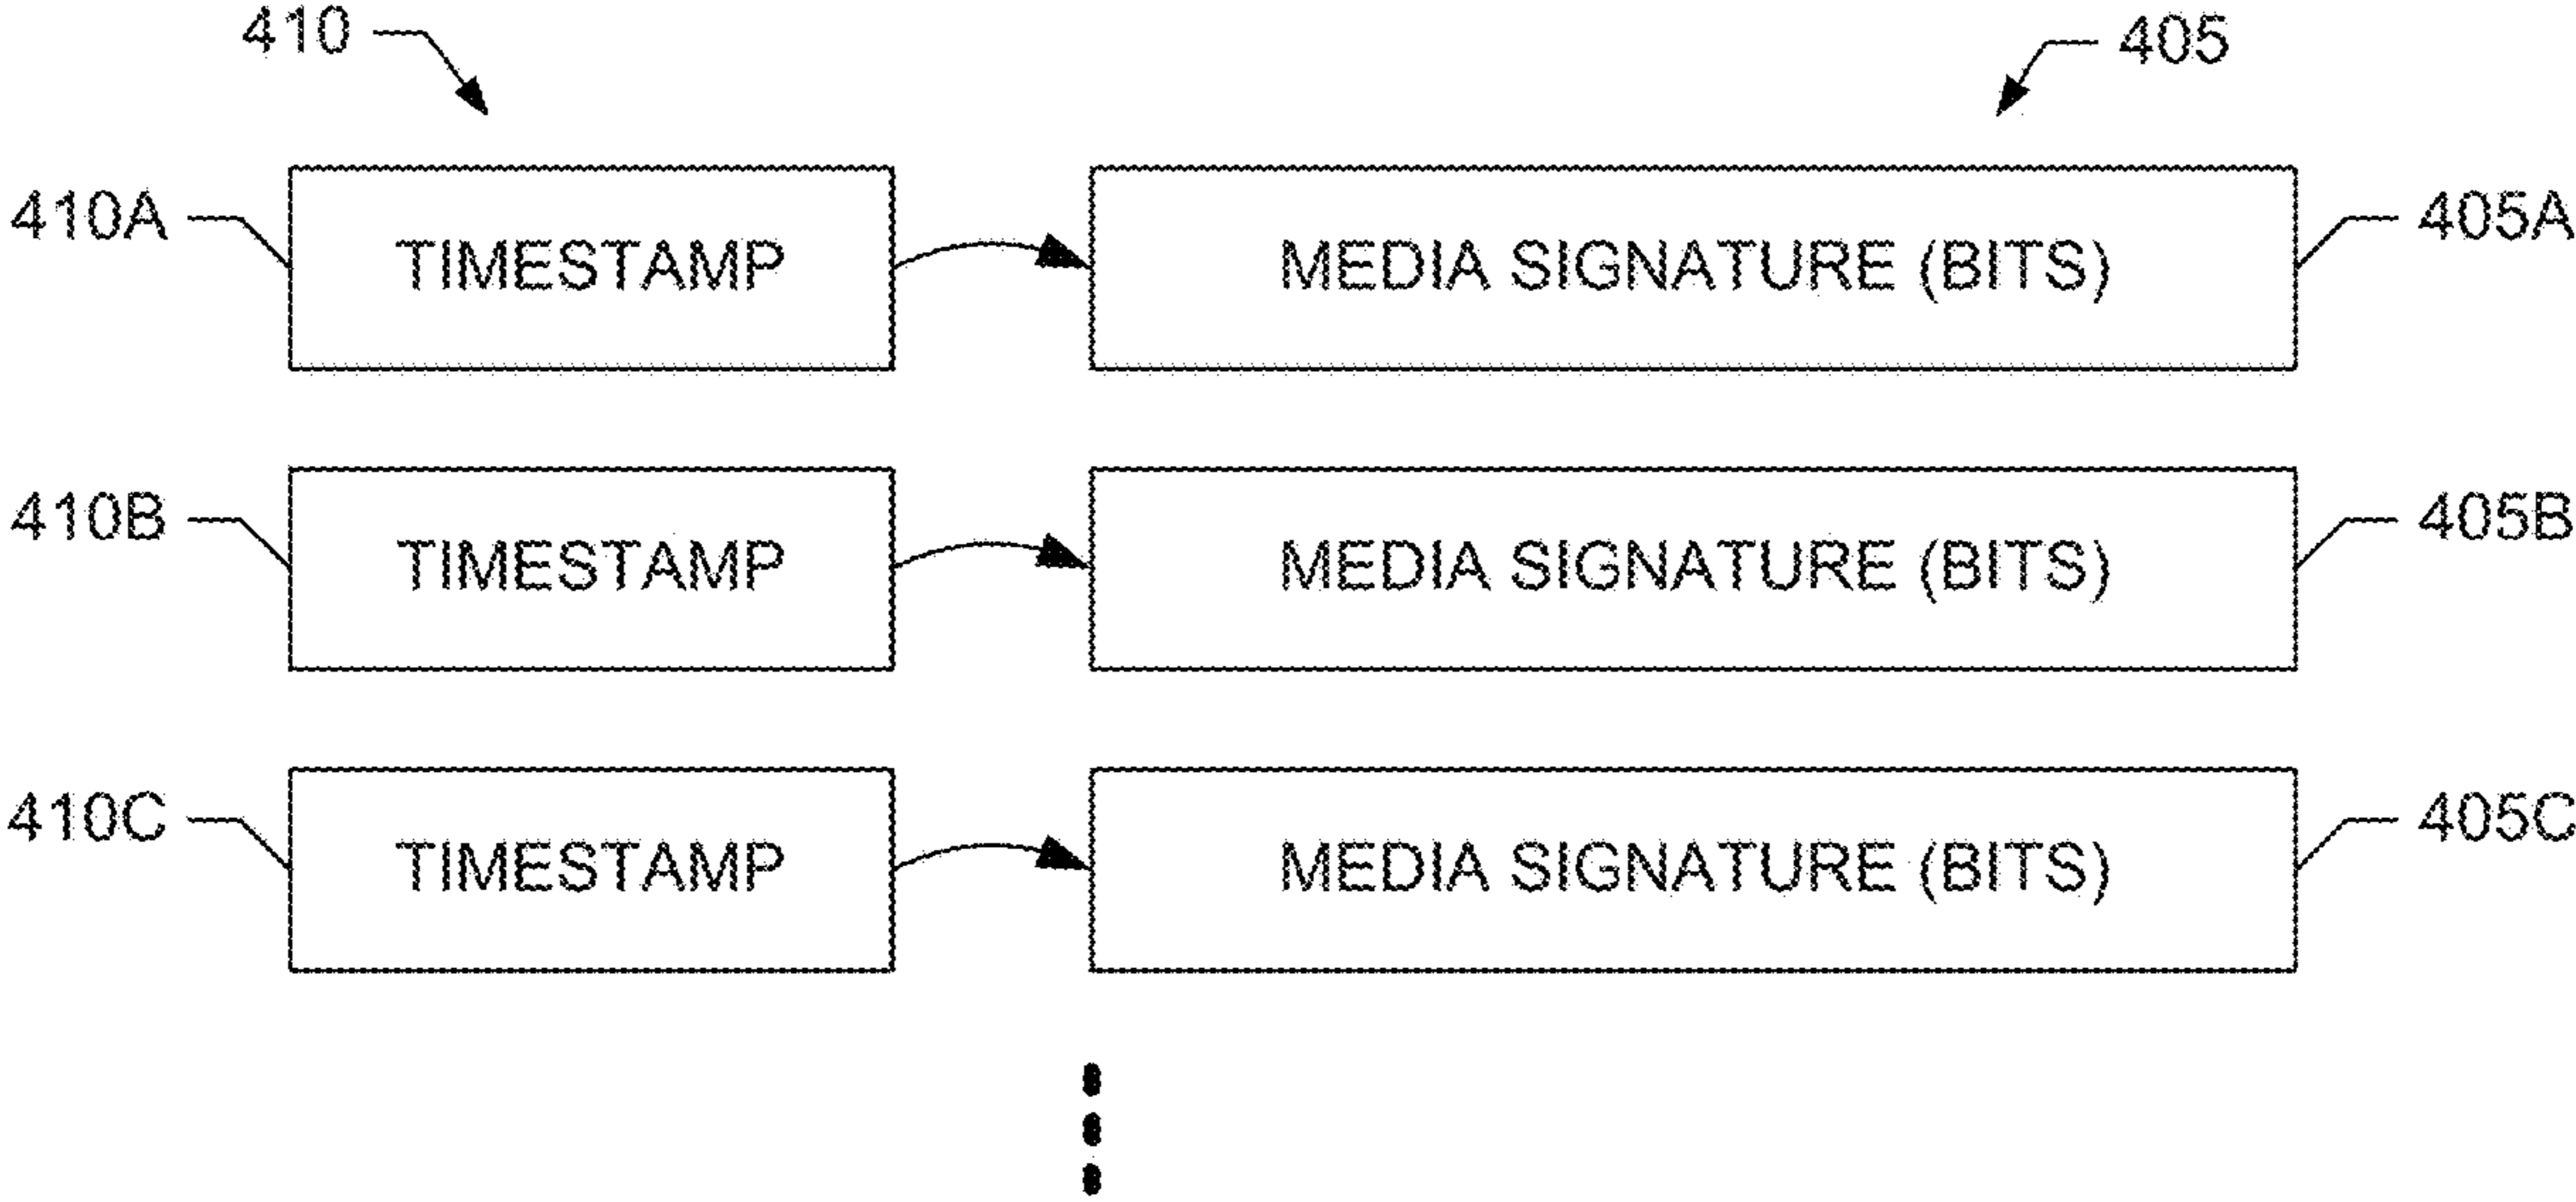 410 405
410A TIMESTAMP MEDIA SIGNATURE (BITS) 405A
410B TIMESTAMP MEDIA SIGNATURE (BITS) 405B
410C TIMESTAMP MEDIA SIGNATURE (BITS) 405C